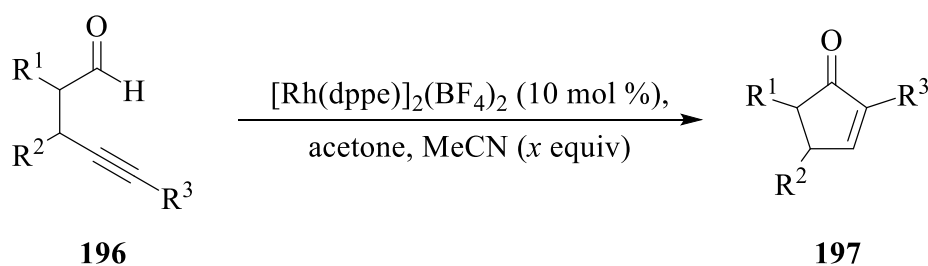 O
R¹
H
R²
R³
196
[Rh(dppe)]₂(BF₄)₂ (10 mol %),
acetone, MeCN (x equiv)
O
R¹
R³
R²
197